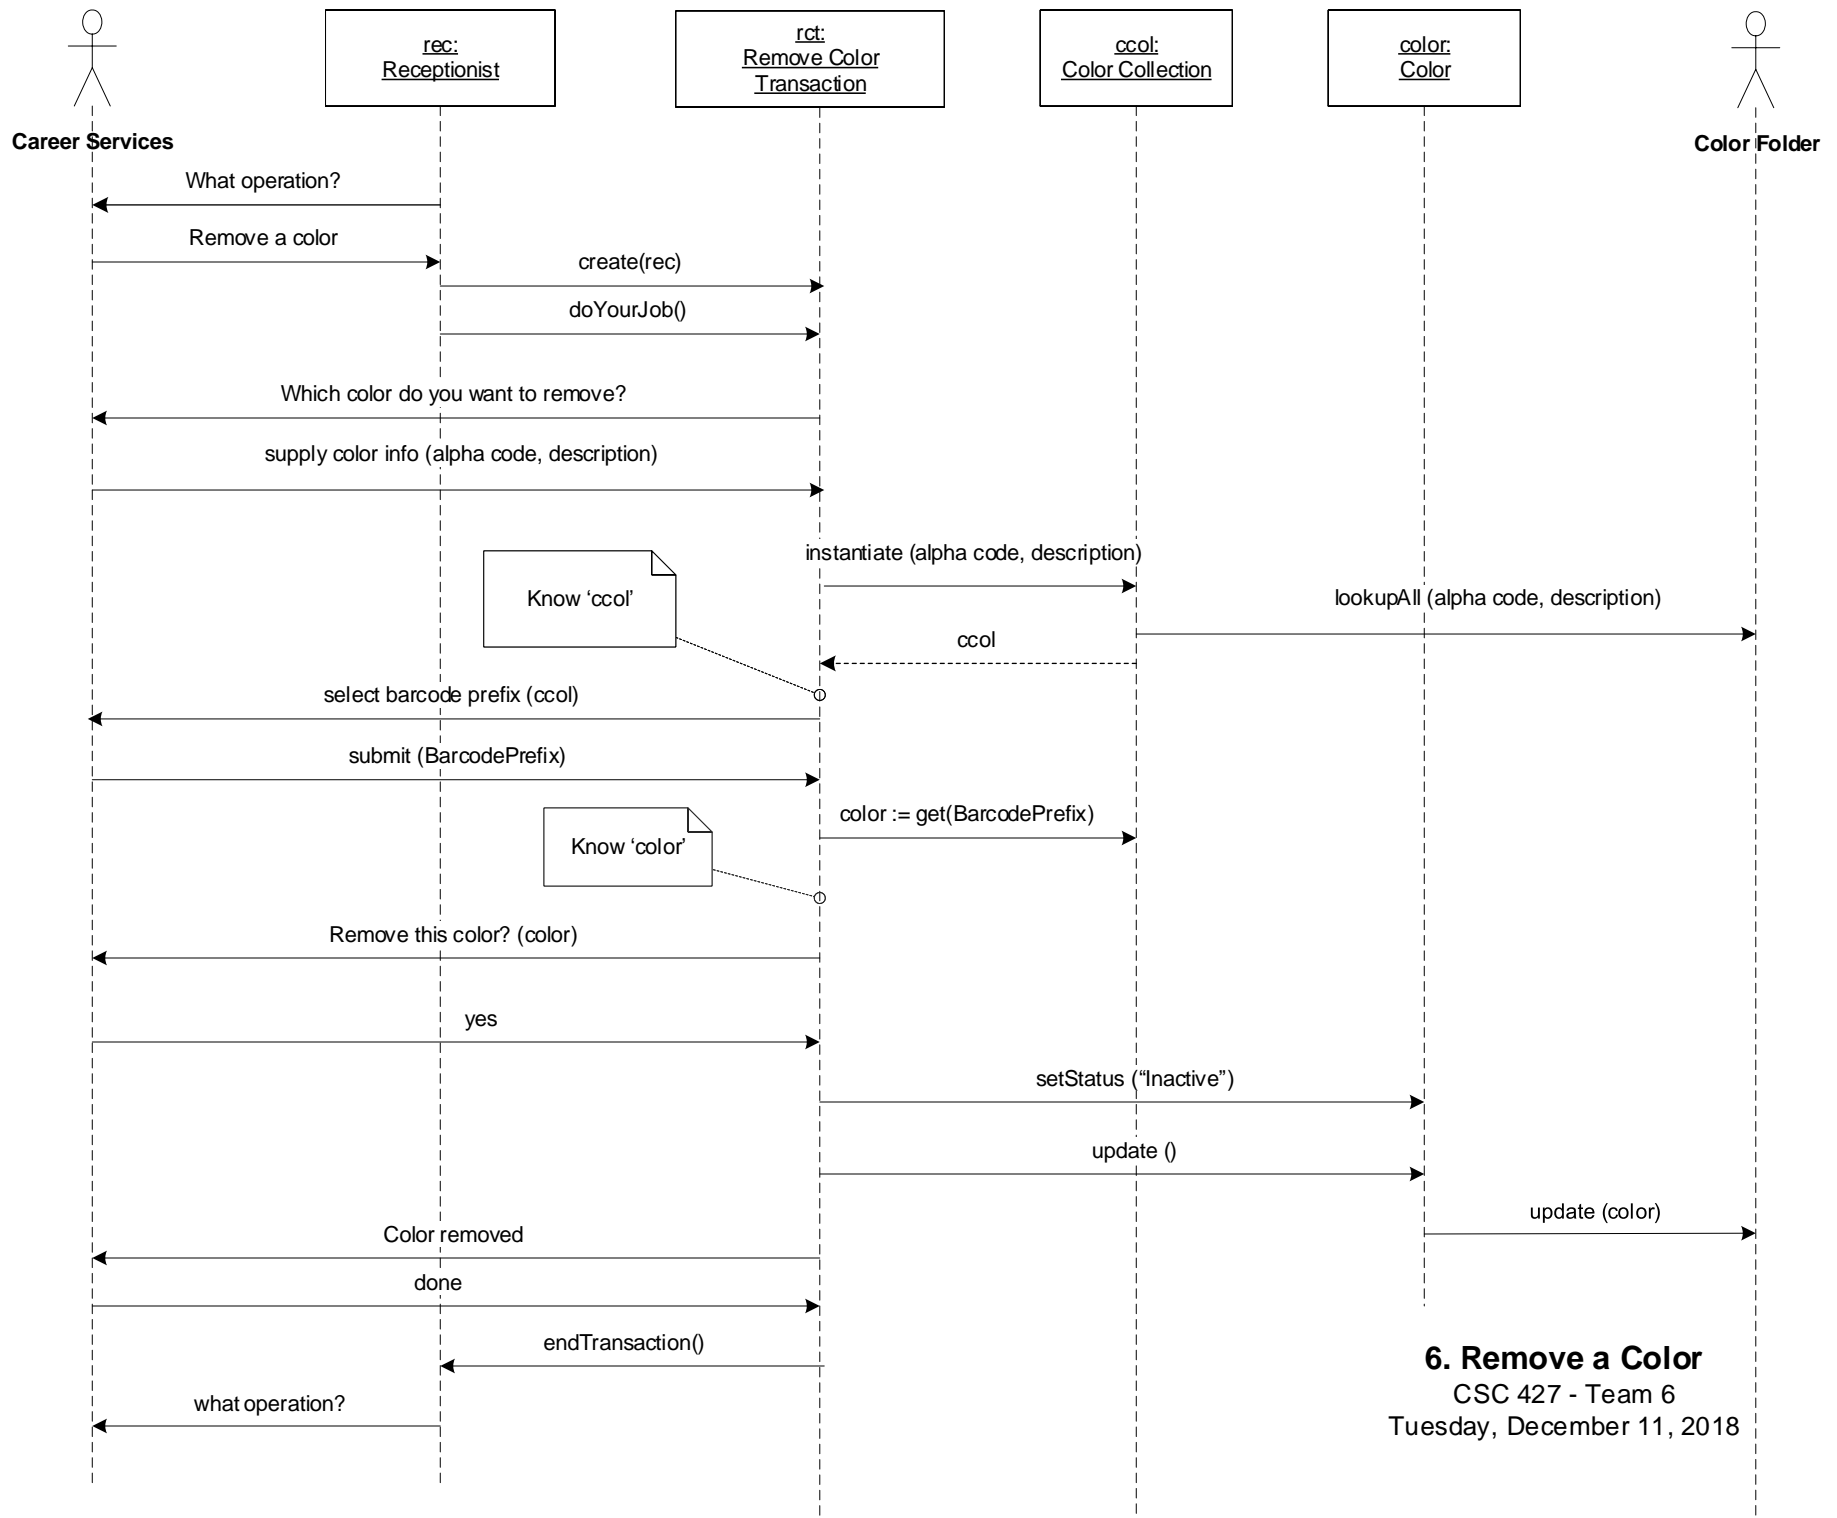 rec:
Receptionist
rct:
Remove Color
Transaction
ccol:
Color Collection
color:
Color
Career Services
Color Folder
What operation?
Remove a color
create(rec)
doYourJob()
Which color do you want to remove?
supply color info (alpha code, description)
instantiate (alpha code, description)
Know ‘ccol’
lookupAll (alpha code, description)
ccol
select barcode prefix (ccol)
submit (BarcodePrefix)
color := get(BarcodePrefix)
Know ‘color’
Remove this color? (color)
yes
setStatus (“Inactive”)
update ()
update (color)
Color removed
done
endTransaction()
what operation?
6. Remove a Color
CSC 427 - Team 6
Tuesday, December 11, 2018